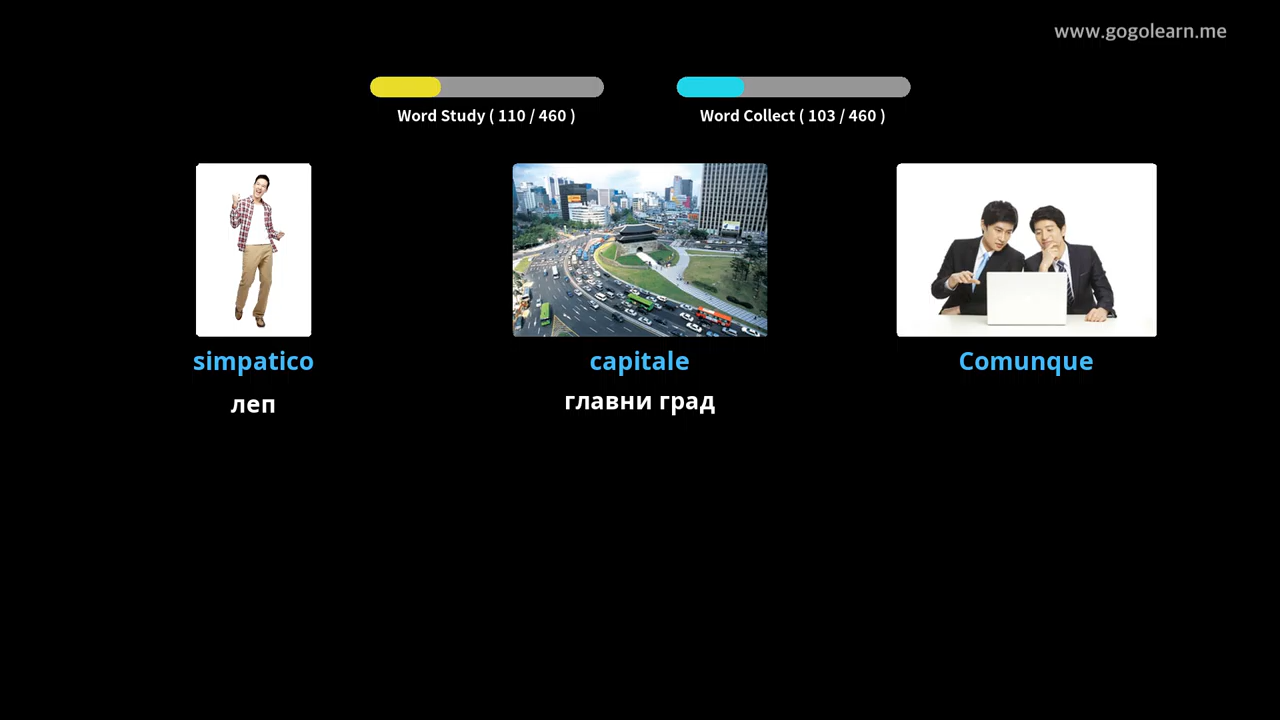 www.gogolearn.me
Word Study ( 110 / 460 )
Word Collect ( 103 / 460 )
simpatico
леп
capitale
главни град
Comunque